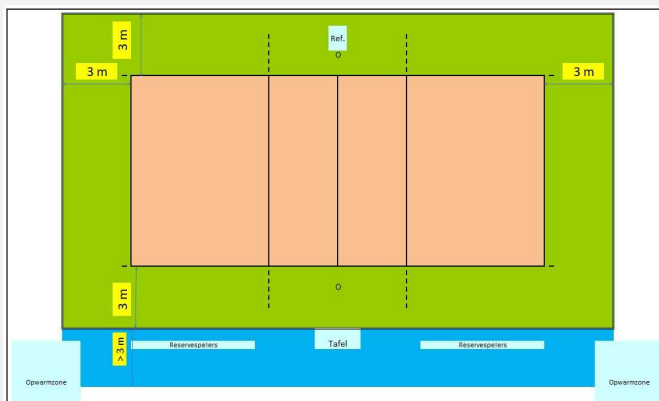 3 m
Ref.
O
3 m
3 m
O
3 m
> 3 m
Reservespelers
Tafel
Reservespelers
Opwarmzone
Opwarmzone